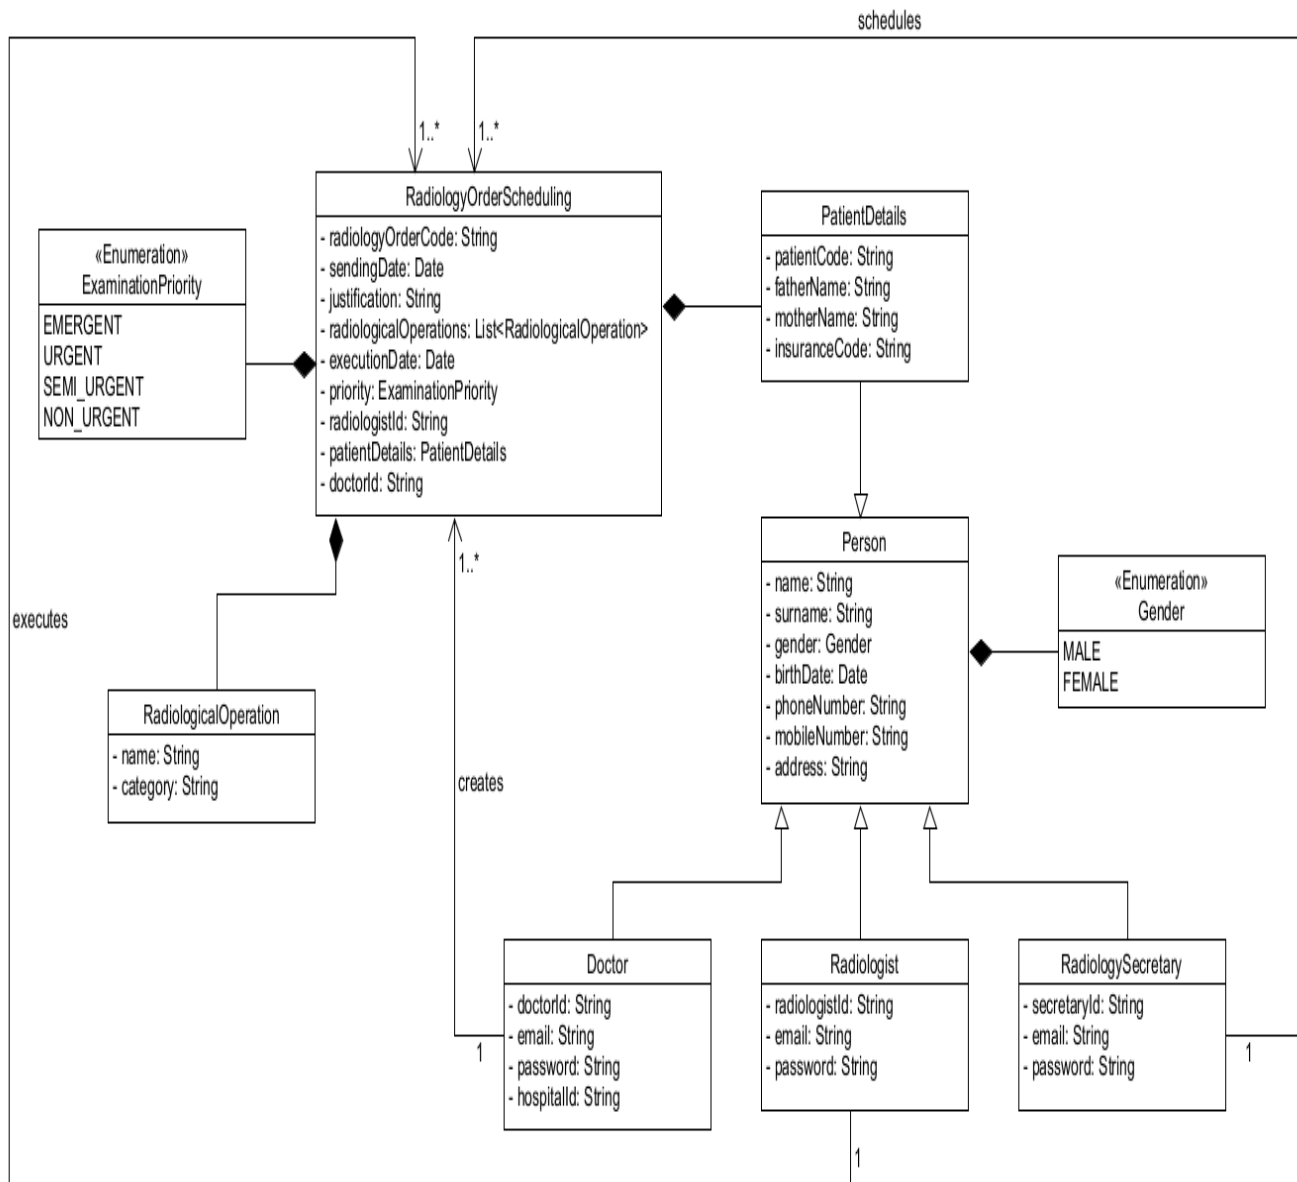 schedules
1..*
1..*
RadiologyOrderScheduling
- radiologyOrderCode: String
- sendingDate: Date
- justification: String
- radiologicalOperations: List<RadiologicalOperation>
- executionDate: Date
- priority: ExaminationPriority
- radiologistId: String
- patientDetails: PatientDetails
- doctorId: String
PatientDetails
- patientCode: String
- fatherName: String
- motherName: String
- insuranceCode: String
«Enumeration»
ExaminationPriority
EMERGENT
URGENT
SEMI_URGENT
NON_URGENT
1..*
Person
- name: String
- surname: String
- gender: Gender
- birthDate: Date
- phoneNumber: String
- mobileNumber: String
- address: String
«Enumeration»
Gender
MALE
FEMALE
executes
RadiologicalOperation
- name: String
- category: String
creates
Doctor
- doctorId: String
- email: String
- password: String
- hospitalId: String
1
Radiologist
- radiologistId: String
- email: String
- password: String
1
RadiologySecretary
- secretaryId: String
- email: String
- password: String
1